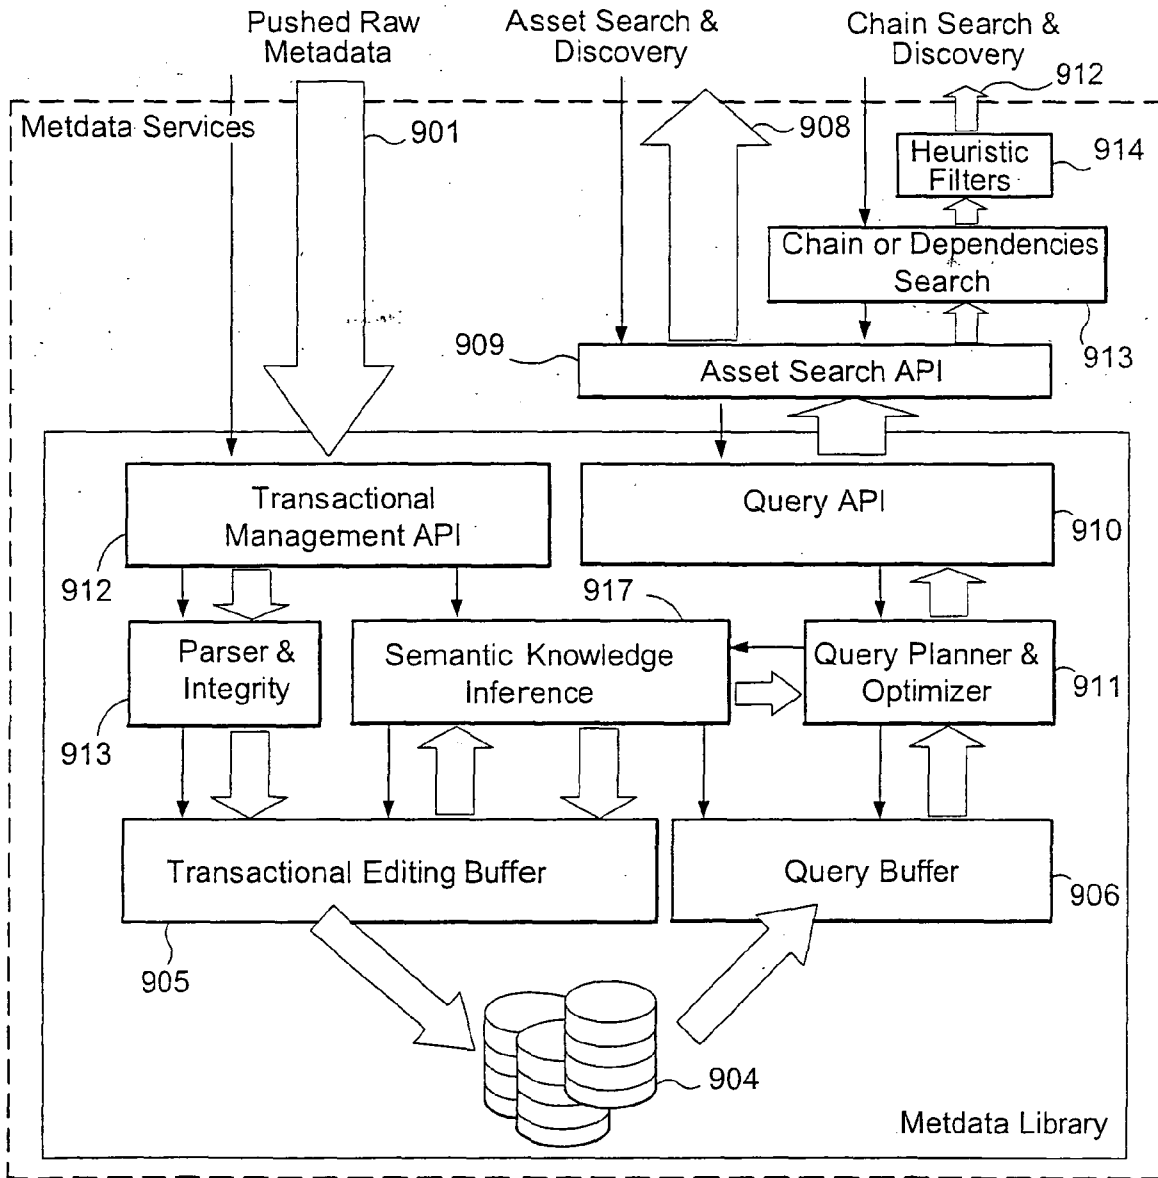 Pushed Raw
Metadata
Asset Search &
Discovery
Chain Search &
Discovery
912
Metdata Services
901
908
Heuristic
Filters
914
Chain or Dependencies
Search
913
909
Asset Search API
Transactional
Management API
Query API
910
912
917
Parser &
Integrity
Semantic Knowledge
Inference
Query Planner &
Optimizer
911
913
Transactional Editing Buffer
Query Buffer
906
905
904
Metdata Library